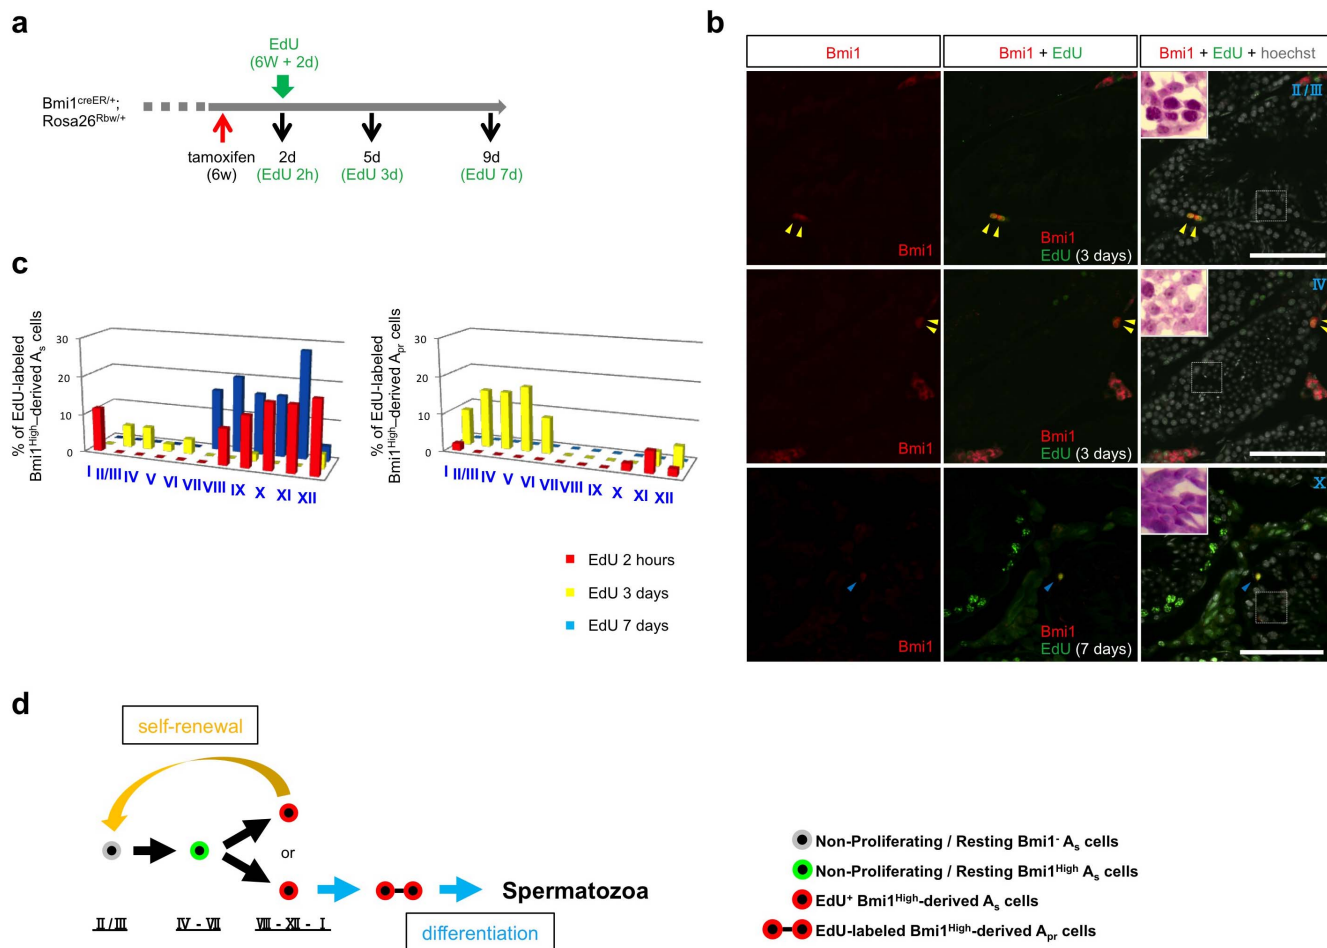 a
EdU
(6W + 2d)
Bmi1creER/+;
Rosa26Rbw/+
tamoxifen
(6w)
2d
(EdU 2h)
5d
(EdU 3d)
9d
(EdU 7d)
b
Bmi1
Bmi1 + EdU
Bmi1 + EdU + hoechst
Bmi1
Bmi1
EdU (3 days)
II/III
Bmi1
Bmi1
EdU (3 days)
IV
Bmi1
Bmi1
EdU (7 days)
X
c
% of EdU-labeled
Bmi1High–derived As cells
30
20
10
0
I II/III IV V VI VII VIII IX X XI XII
% of EdU-labeled
Bmi1High–derived Apr cells
30
20
10
0
I II/III IV V VI VII VIII IX X XI XII
EdU 2 hours
EdU 3 days
EdU 7 days
d
self-renewal
or
Spermatozoa
II/III
IV - VII
VIII - XII - I
differentiation
Non-Proliferating / Resting Bmi1- As cells
Non-Proliferating / Resting Bmi1High As cells
EdU+ Bmi1High-derived As cells
EdU-labeled Bmi1High-derived Apr cells